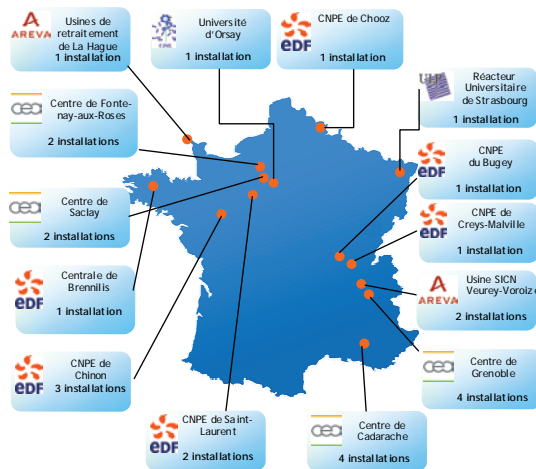 AREVA
Usines de
retraitement
de La Hague
1 installation
Université
d'Orsay
1 installation
EDF
CNPE de Chooz
1 installation
Réacteur
Universitaire
de Strasbourg
1 installation
cea
Centre de Fonte-
nay-aux-Roses
2 installations
EDF
CNPE
du Bugey
1 installation
cea
Centre de
Saclay
2 installations
EDF
CNPE de
Creys-Malville
1 installation
EDF
Centrale de
Brennilis
1 installation
AREVA
Usine SICN
Veurey-Voroize
2 installations
EDF
CNPE de
Chinon
3 installations
cea
Centre de
Grenoble
4 installations
EDF
CNPE de Saint-
Laurent
2 installations
cea
Centre de
Cadarache
4 installations